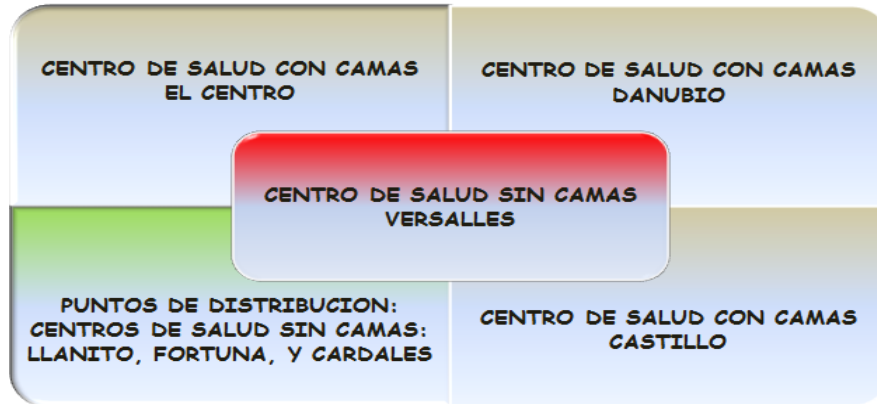 CENTRO DE SALUD CON CAMAS
EL CENTRO
CENTRO DE SALUD CON CAMAS
DANUBIO
CENTRO DE SALUD SIN CAMAS
VERSALLES
PUNTOS DE DISTRIBUCION:
CENTROS DE SALUD SIN CAMAS:
LLANITO, FORTUNA, Y CARDALES
CENTRO DE SALUD CON CAMAS
CASTILLO